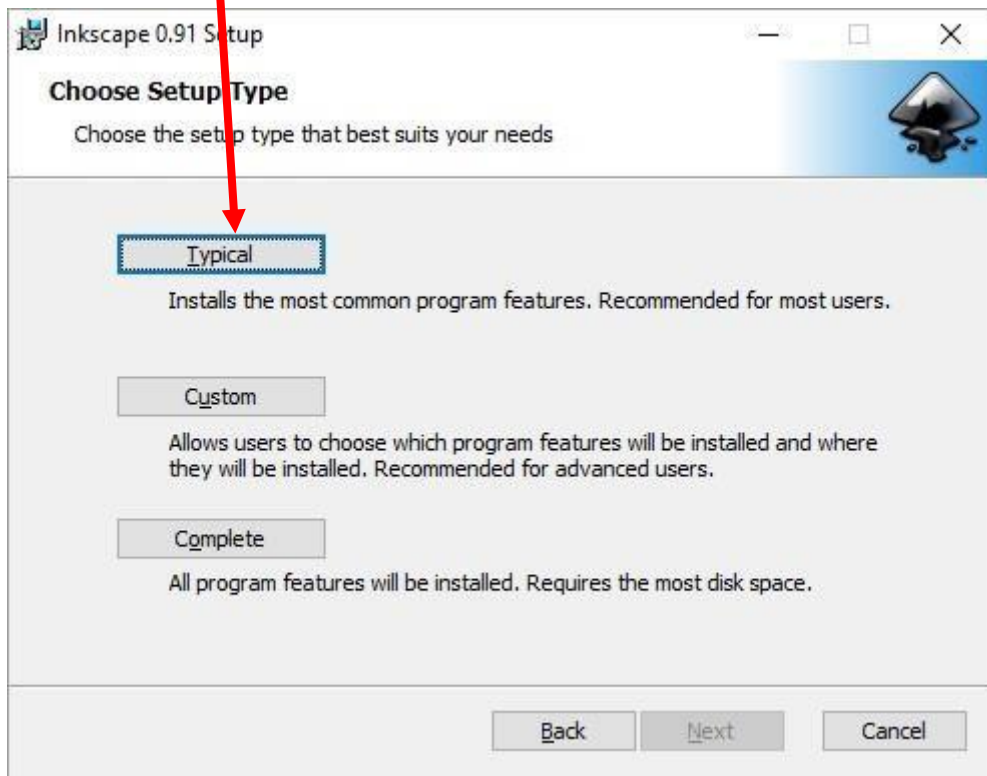 Inkscape 0.91 Setup
Choose Setup Type
Choose the setup type that best suits your needs
Typical
Installs the most common program features. Recommended for most users.
Custom
Allows users to choose which program features will be installed and where
they will be installed. Recommended for advanced users.
Complete
All program features will be installed. Requires the most disk space.
Back Next Cancel